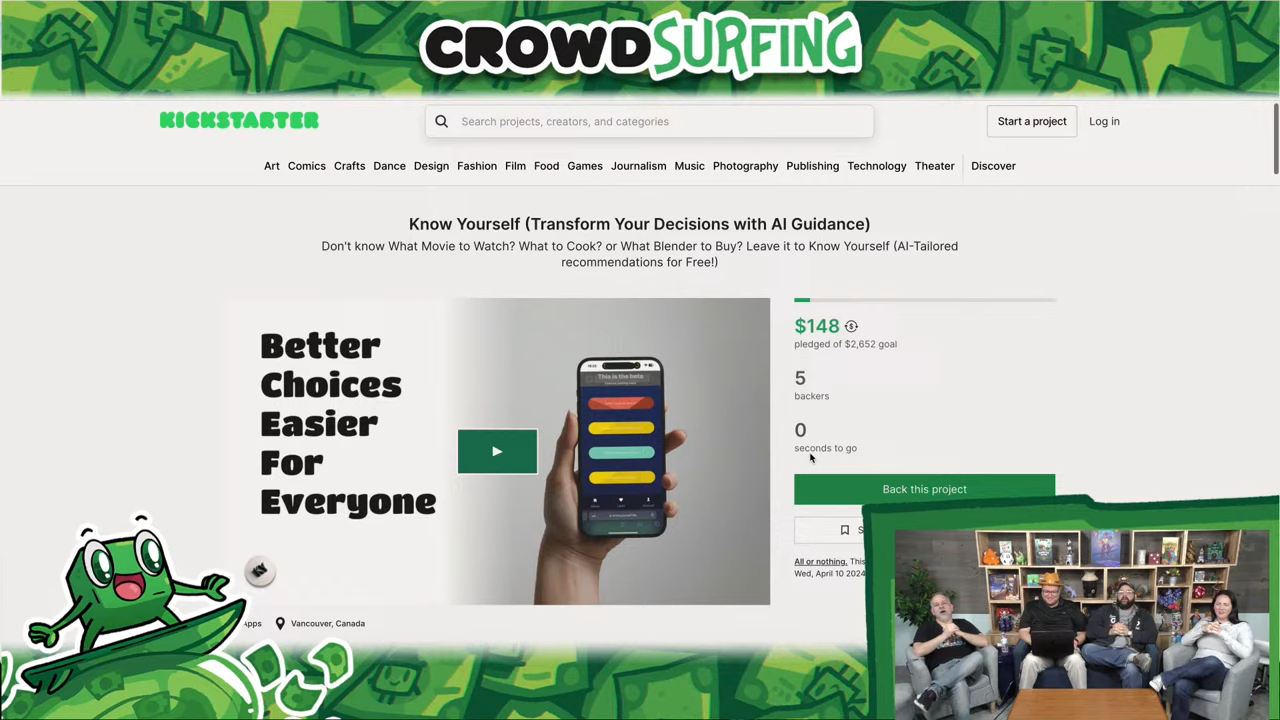 CROWDSURFING
KICKSTARTER
Search projects, creators, and categories
Start a project
Log in
Art Comics Crafts Dance Design Fashion Film Food Games Journalism Music Photography Publishing Technology Theater Discover
Know Yourself (Transform Your Decisions with AI Guidance)
Don't know What Movie to Watch? What to Cook? or What Blender to Buy? Leave it to Know Yourself (AI-Tailored
recommendations for Free!)
Better
Choices
Easier
For
Everyone
This is the beta
$148
pledged of $2,652 goal
5
backers
0
seconds to go
Back this project
All or nothing. This
Wed, April 10 2024
Vancouver, Canada